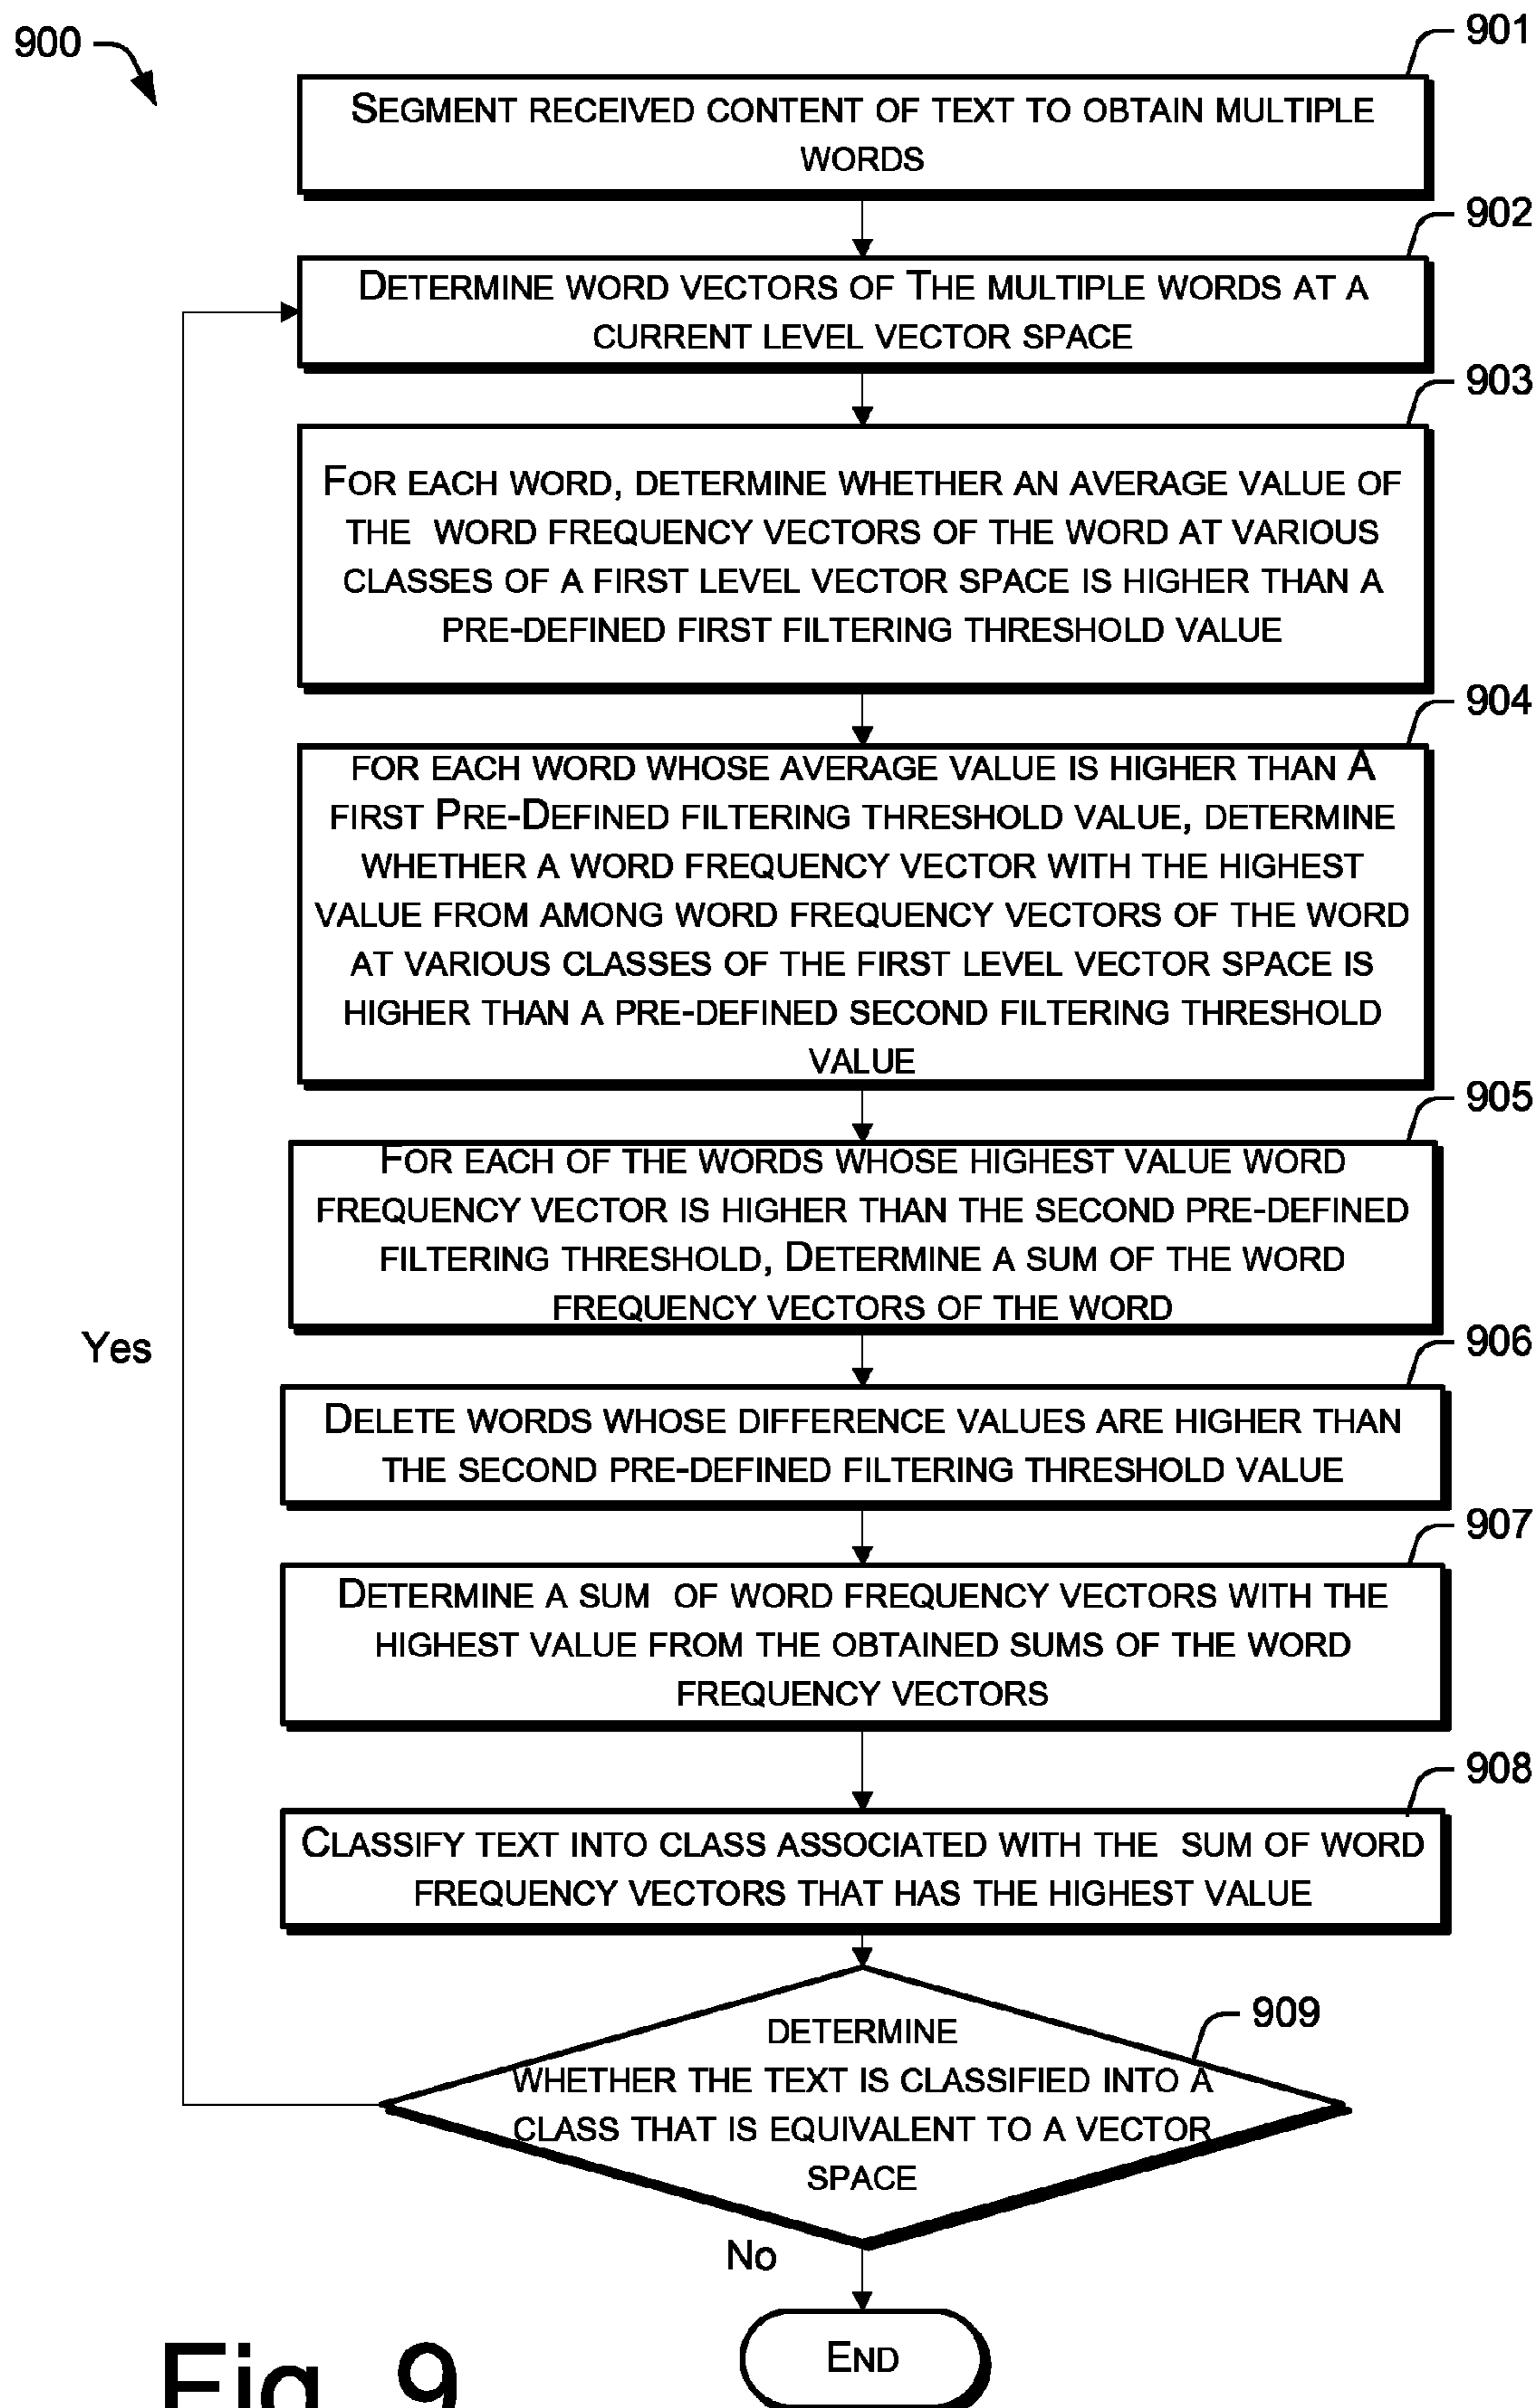 900
901
SEGMENT RECEIVED CONTENT OF TEXT TO OBTAIN MULTIPLE
WORDS
902
DETERMINE WORD VECTORS OF THE MULTIPLE WORDS AT A
CURRENT LEVEL VECTOR SPACE
903
FOR EACH WORD, DETERMINE WHETHER AN AVERAGE VALUE OF
THE WORD FREQUENCY VECTORS OF THE WORD AT VARIOUS
CLASSES OF A FIRST LEVEL VECTOR SPACE IS HIGHER THAN A
PRE-DEFINED FIRST FILTERING THRESHOLD VALUE
904
FOR EACH WORD WHOSE AVERAGE VALUE IS HIGHER THAN A
FIRST PRE-DEFINED FILTERING THRESHOLD VALUE, DETERMINE
WHETHER A WORD FREQUENCY VECTOR WITH THE HIGHEST
VALUE FROM AMONG WORD FREQUENCY VECTORS OF THE WORD
AT VARIOUS CLASSES OF THE FIRST LEVEL VECTOR SPACE IS
HIGHER THAN A PRE-DEFINED SECOND FILTERING THRESHOLD
VALUE
905
FOR EACH OF THE WORDS WHOSE HIGHEST VALUE WORD
FREQUENCY VECTOR IS HIGHER THAN THE SECOND PRE-DEFINED
FILTERING THRESHOLD, DETERMINE A SUM OF THE WORD
FREQUENCY VECTORS OF THE WORD
Yes
906
DELETE WORDS WHOSE DIFFERENCE VALUES ARE HIGHER THAN
THE SECOND PRE-DEFINED FILTERING THRESHOLD VALUE
907
DETERMINE A SUM OF WORD FREQUENCY VECTORS WITH THE
HIGHEST VALUE FROM THE OBTAINED SUMS OF THE WORD
FREQUENCY VECTORS
908
CLASSIFY TEXT INTO CLASS ASSOCIATED WITH THE SUM OF WORD
FREQUENCY VECTORS THAT HAS THE HIGHEST VALUE
909
DETERMINE
WHETHER THE TEXT IS CLASSIFIED INTO A
CLASS THAT IS EQUIVALENT TO A VECTOR
SPACE
No
END
Fig. 9